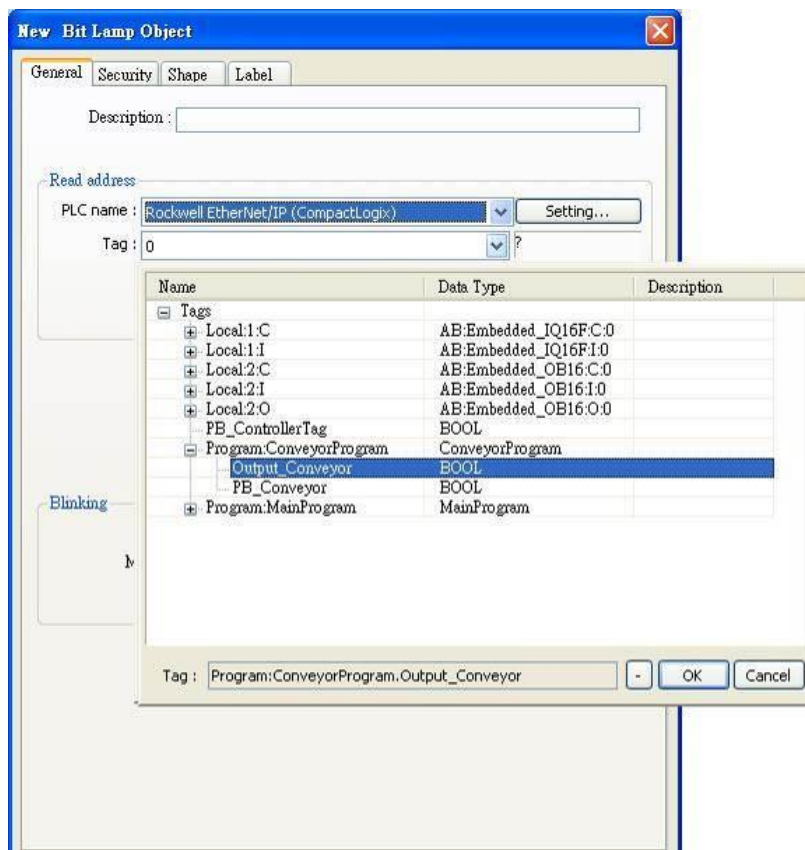 New Bit Lamp Object
General Security Shape Label
Description :
Read address
PLC name : Rockwell EtherNet/IP (CompactLogix) Setting...
Tag : 0 ?
Name Data Type Description
Tags
Local:1:C AB:Embedded_IQ16F:C:0
Local:1:I AB:Embedded_IQ16F:I:0
Local:2:C AB:Embedded_OB16:C:0
Local:2:I AB:Embedded_OB16:I:0
Local:2:O AB:Embedded_OB16:O:0
PB_ControllerTag BOOL
Program:ConveyorProgram ConveyorProgram
Output_Conveyor BOOL
PB_Conveyor BOOL
Program:MainProgram MainProgram
Blinking
Tag : Program:ConveyorProgram.Output_Conveyor - OK Cancel